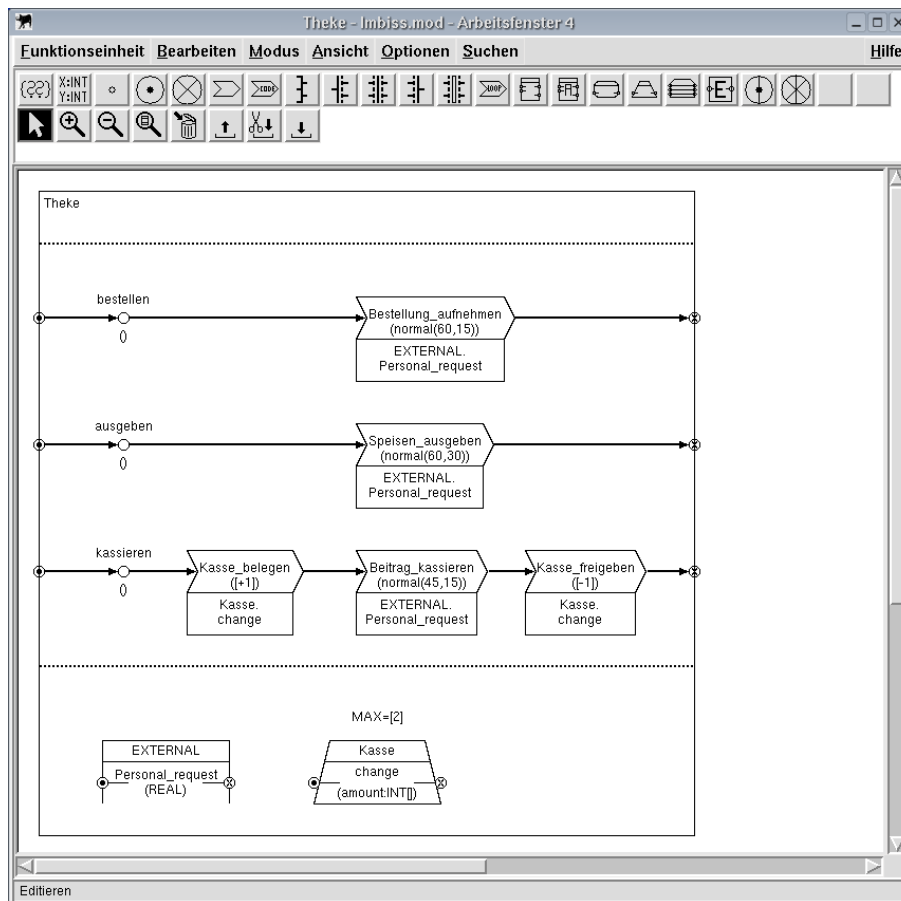 Theke - Imbiss.mod - Arbeitsfenster 4
Funktionseinheit Bearbeiten Modus Ansicht Optionen Suchen Hilfe
{??} X:INT
Y:INT
CODE
LOOP
A
E
Theke
bestellen
()
Bestellung_aufnehmen
(normal(60,15))
EXTERNAL.
Personal_request
ausgeben
()
Speisen_ausgeben
(normal(60,30))
EXTERNAL.
Personal_request
kassieren
()
Kasse_belegen
([+1])
Kasse.
change
Beitrag_kassieren
(normal(45,15))
EXTERNAL.
Personal_request
Kasse_freigeben
([-1])
Kasse.
change
EXTERNAL
Personal_request
(REAL)
MAX=[2]
Kasse
change
(amount:INT[])
Editieren